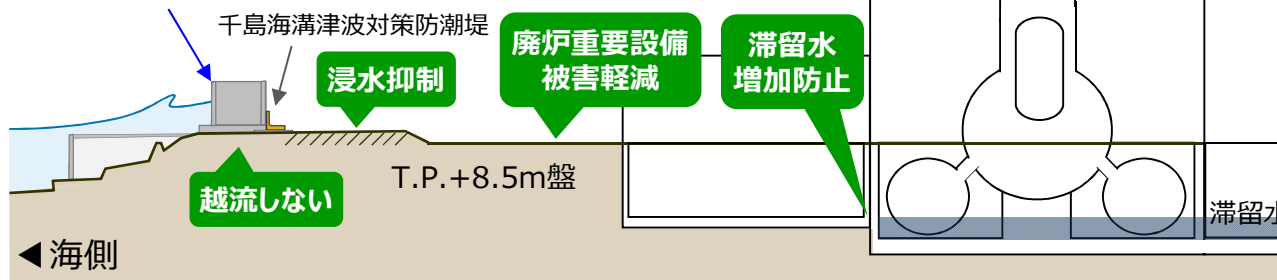 千島海溝津波対策防潮堤
浸水抑制
廃炉重要設備
被害軽減
滞留水
増加防止
越流しない
T.P.+8.5m盤
滞留水
◀海側